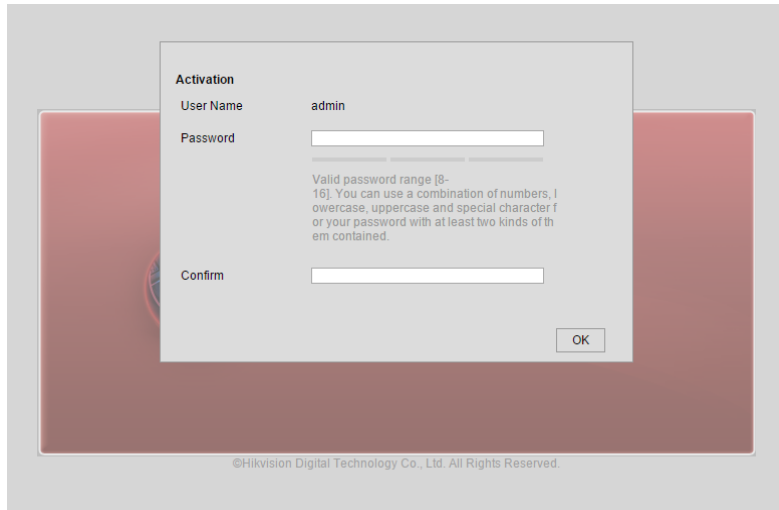 Activation
User Name admin
Password
Valid password range [8-
16]. You can use a combination of numbers, l
owercase, uppercase and special character f
or your password with at least two kinds of th
em contained.
Confirm
OK
©Hikvision Digital Technology Co., Ltd. All Rights Reserved.